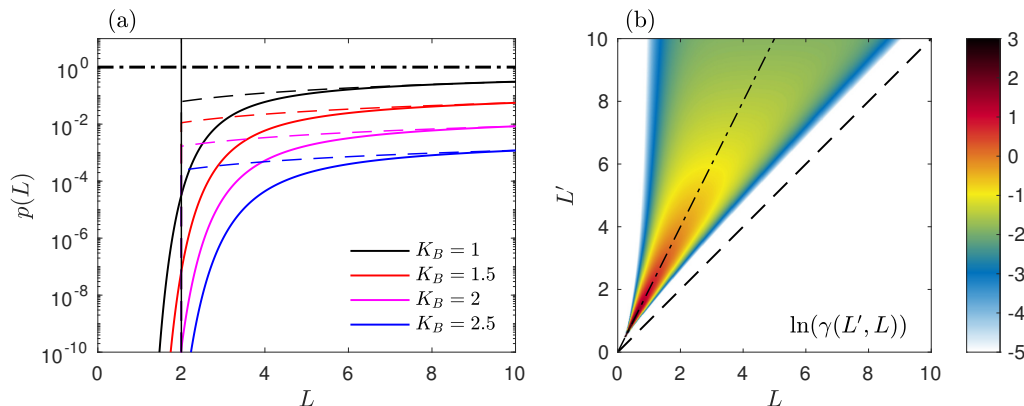 (a)
10^0
10^{-2}
10^{-4}
10^{-6}
10^{-8}
10^{-10}
p(L)
K_B = 1
K_B = 1.5
K_B = 2
K_B = 2.5
0 2 4 6 8 10
L
(b)
10
8
6
4
2
0
L′
ln(γ(L′, L))
0 2 4 6 8 10
L
3
2
1
0
-1
-2
-3
-4
-5